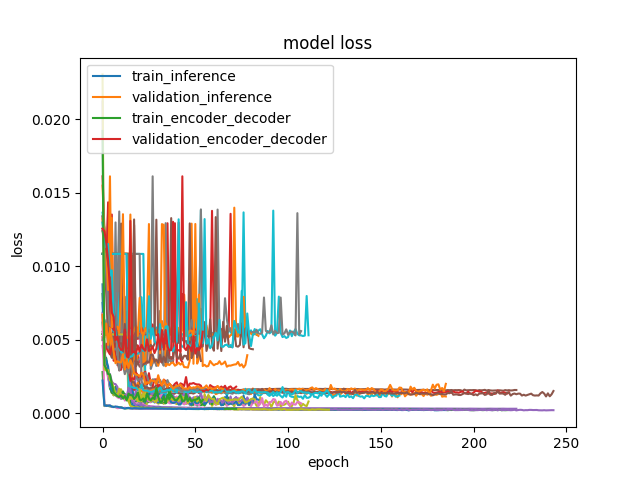 model loss
train_inference
validation_inference
train_encoder_decoder
validation_encoder_decoder
0.020
0.015
0.010
0.005
0.000
loss
0
50
100
150
200
250
epoch